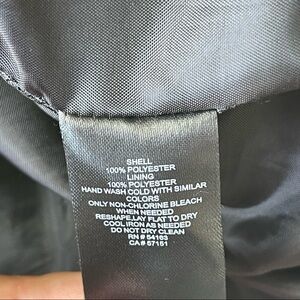 SHELL
100% POLYESTER
LINING
100% POLYESTER
HAND WASH COLD WITH SIMILAR
COLORS
ONLY NON-CHLORINE BLEACH
WHEN NEEDED
RESHAPE.LAY FLAT TO DRY
COOL IRON AS NEEDED
DO NOT DRY CLEAN
RN # 54163
CA# 57151